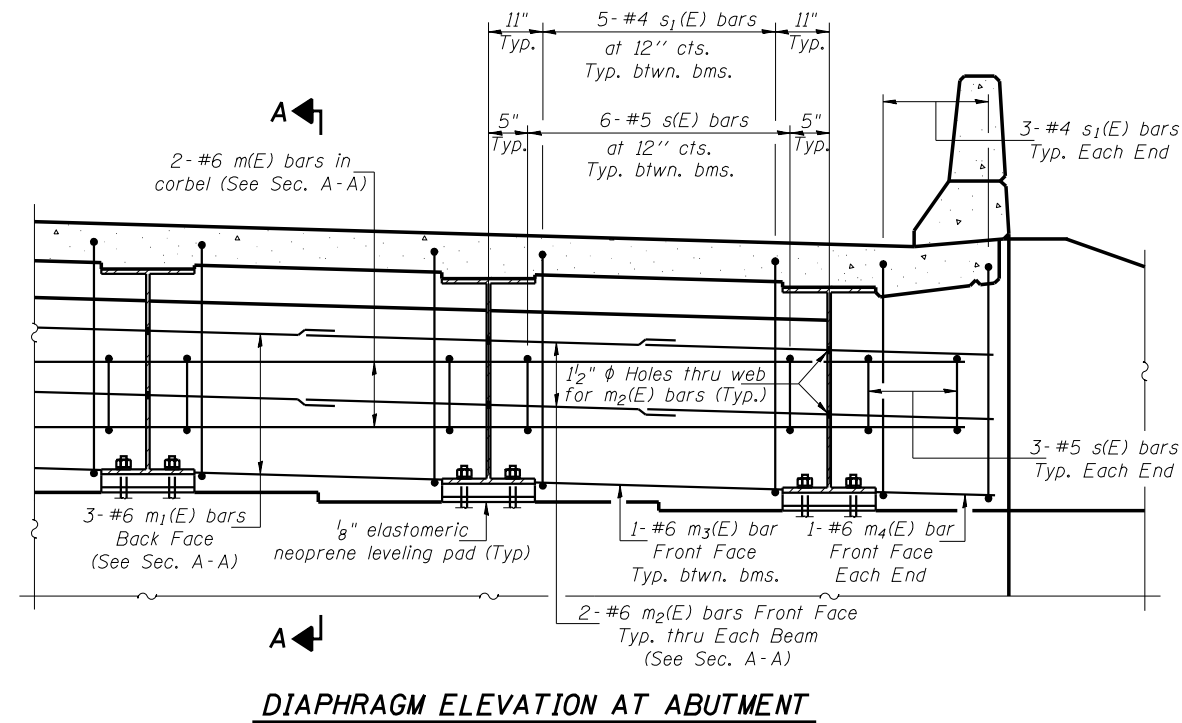 11"
Typ.
5- #4 s₁(E) bars
at 12'' cts.
Typ. btwn. bms.
11"
Typ.
A
5"
Typ.
6- #5 s(E) bars
at 12'' cts.
Typ. btwn. bms.
5"
Typ.
3- #4 s₁(E) bars
Typ. Each End
2- #6 m(E) bars in
corbel (See Sec. A-A)
1½" ϕ Holes thru web
for m₂(E) bars (Typ.)
3- #5 s(E) bars
Typ. Each End
3- #6 m₁(E) bars
Back Face
(See Sec. A-A)
⅛" elastomeric
neoprene leveling pad (Typ)
1- #6 m₃(E) bar
Front Face
Typ. btwn. bms.
1- #6 m₄(E) bar
Front Face
Each End
2- #6 m₂(E) bars Front Face
Typ. thru Each Beam
(See Sec. A-A)
A
DIAPHRAGM ELEVATION AT ABUTMENT